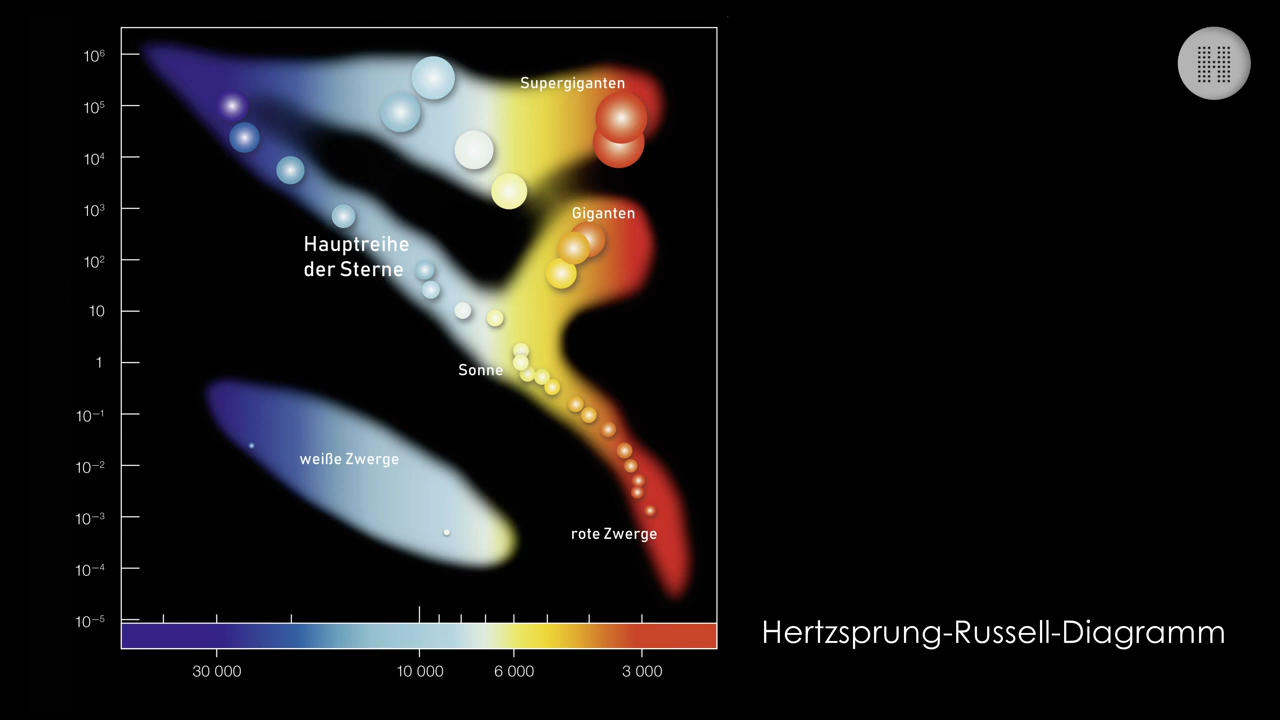 10⁶
10⁵
10⁴
10³
10²
10
1
10⁻¹
10⁻²
10⁻³
10⁻⁴
10⁻⁵
Supergiganten
Giganten
Hauptreihe
der Sterne
Sonne
weiße Zwerge
rote Zwerge
30 000
10 000
6 000
3 000
H
Hertzsprung-Russell-Diagramm